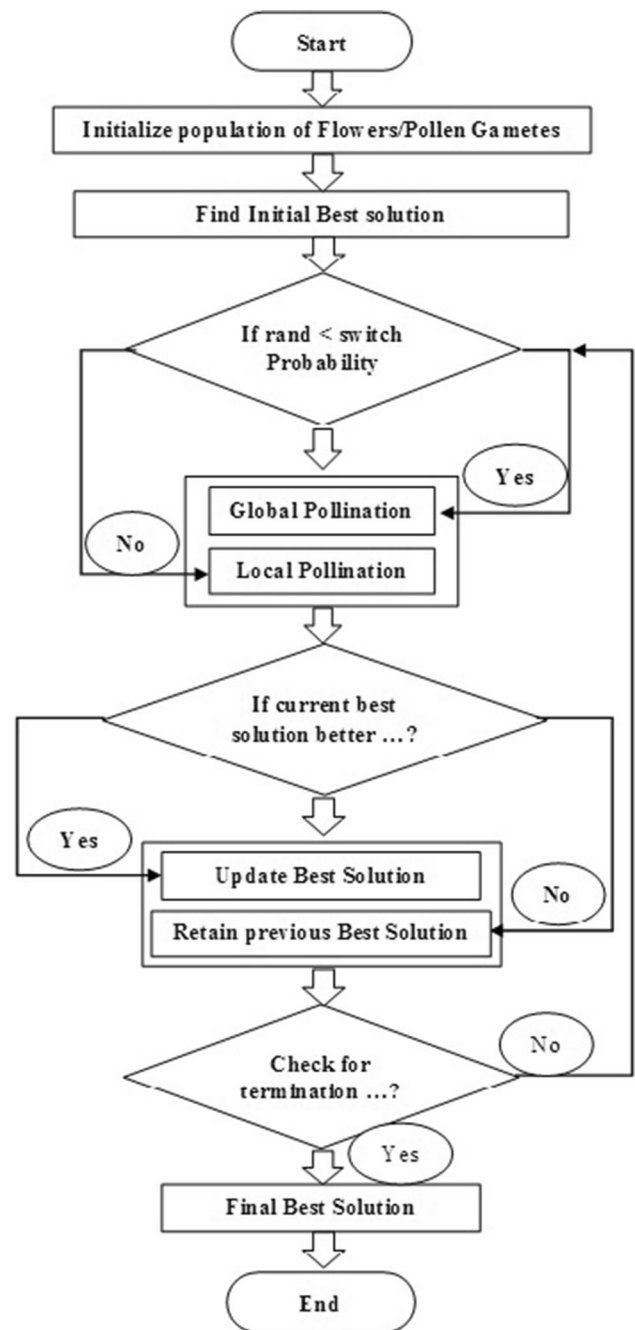 Start
Initialize population of Flowers/Pollen Gametes
Find Initial Best solution
If rand < switch
Probability
Yes
Global Pollination
No
Local Pollination
If current best
solution better ...?
Yes
Update Best Solution
No
Retain previous Best Solution
No
Check for
termination ...?
Yes
Final Best Solution
End